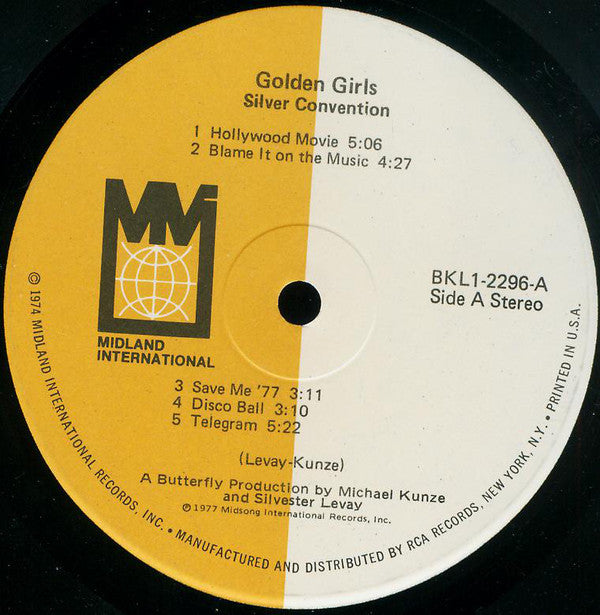 Golden Girls
Silver Convention
1 Hollywood Movie 5:06
2 Blame It on the Music 4:27
MIDLAND
INTERNATIONAL
BKL1-2296-A
Side A Stereo
3 Save Me '77 3:11
4 Disco Ball 3:10
5 Telegram 5:22
(Levay-Kunze)
A Butterfly Production by Michael Kunze
and Silvester Levay
℗1977 Midsong International Records, Inc.
© 1974 MIDLAND INTERNATIONAL RECORDS, INC. • MANUFACTURED AND DISTRIBUTED BY RCA RECORDS, NEW YORK, N.Y. • PRINTED IN U.S.A.